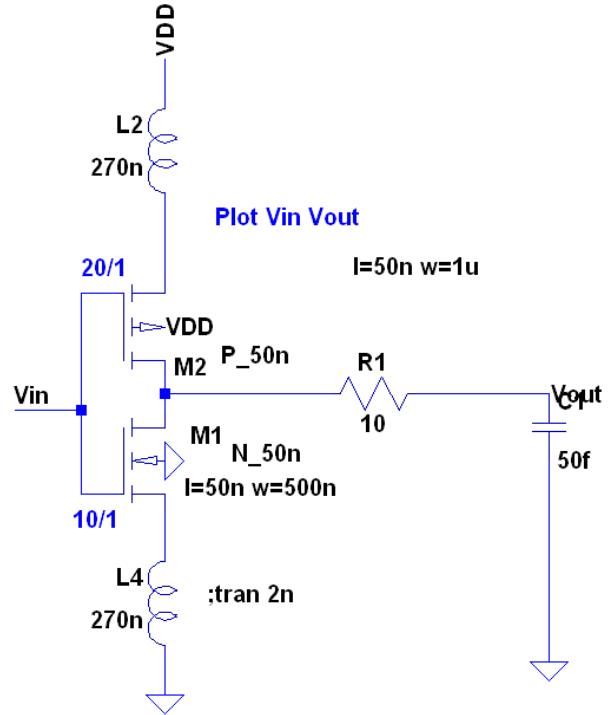 VDD
L2
270n
Plot Vin Vout
l=50n w=1u
20/1
VDD
P_50n
M2
R1
Vin
Vout
C1
10
M1
N_50n
50f
l=50n w=500n
10/1
L4
;tran 2n
270n